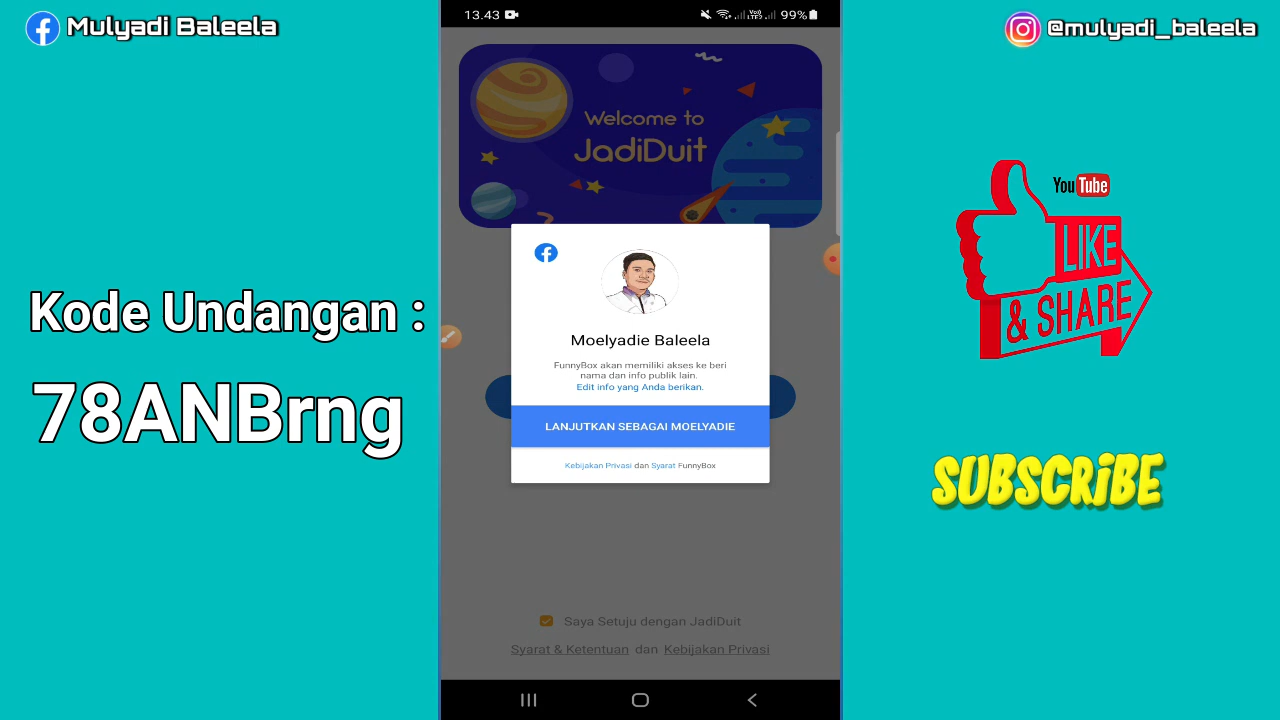 Mulyadi Baleela
@mulyadi_baleela
13.43
99%
Welcome to
JadiDuit
Moelyadie Baleela
FunnyBox akan memiliki akses ke beri
nama dan info publik lain.
Edit info yang Anda berikan.
LANJUTKAN SEBAGAI MOELYADIE
Kebijakan Privasi dan Syarat FunnyBox
Saya Setuju dengan JadiDuit
Syarat & Ketentuan dan Kebijakan Privasi
Kode Undangan :
78ANBrng
YouTube
LIKE
& SHARE
SUBSCRiBE